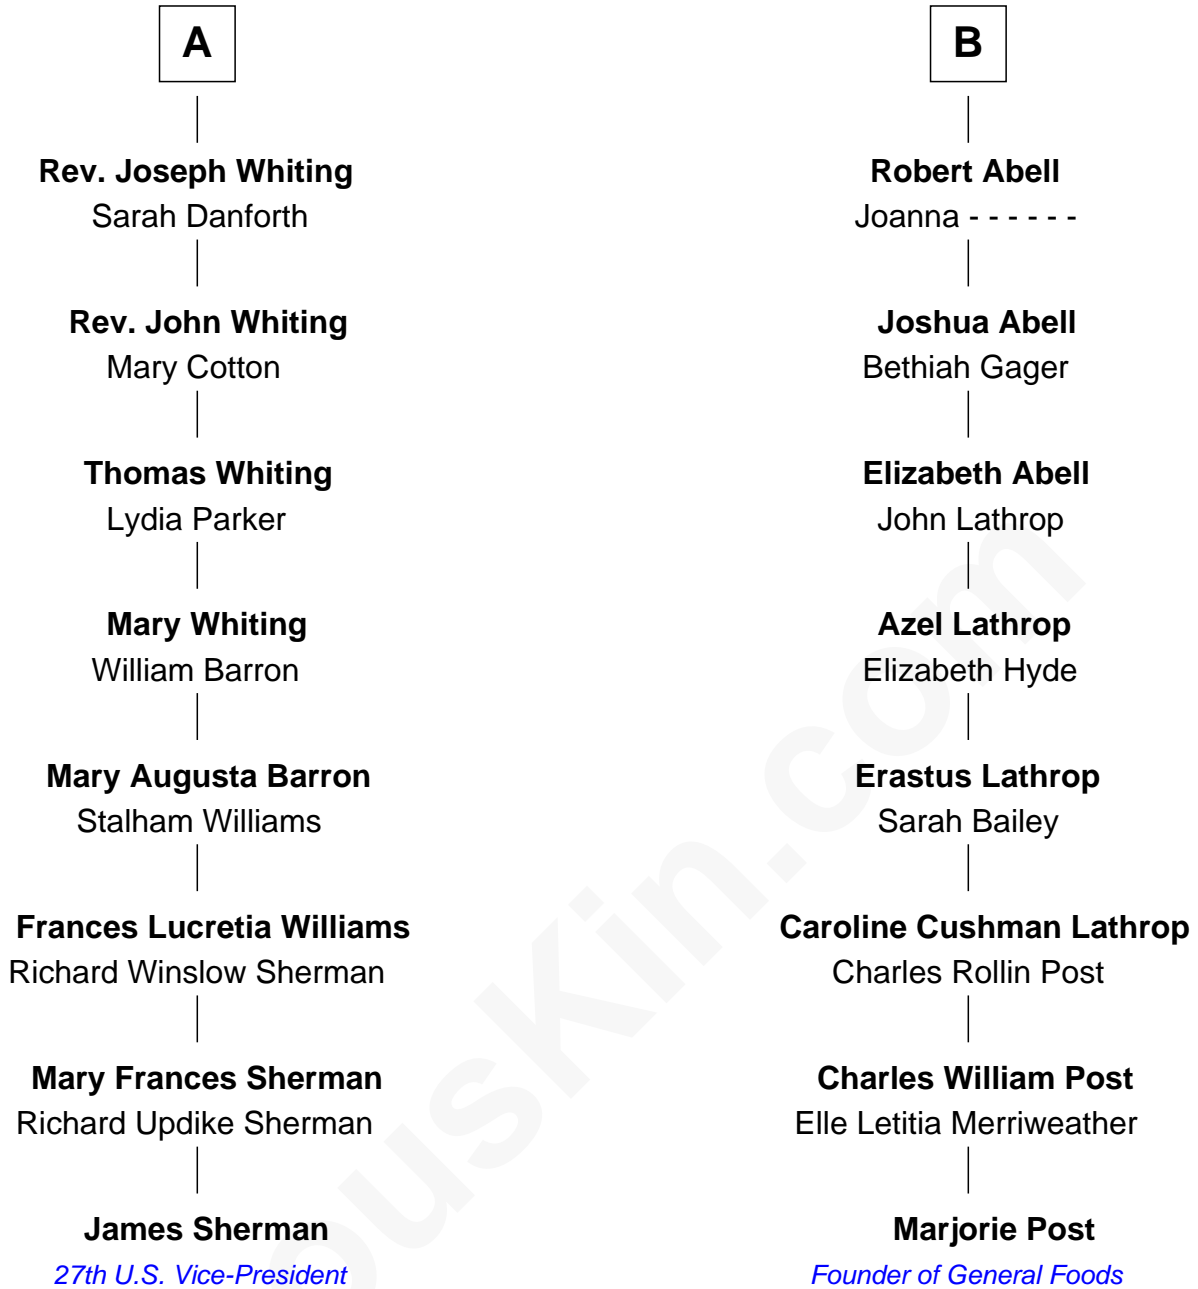 A
Rev. Joseph Whiting
Sarah Danforth
Rev. John Whiting
Mary Cotton
Thomas Whiting
Lydia Parker
Mary Whiting
William Barron
Mary Augusta Barron
Stalham Williams
Frances Lucretia Williams
Richard Winslow Sherman
Mary Frances Sherman
Richard Updike Sherman
James Sherman
27th U.S. Vice-President
B
Robert Abell
Joanna - - - - - -
Joshua Abell
Bethiah Gager
Elizabeth Abell
John Lathrop
Azel Lathrop
Elizabeth Hyde
Erastus Lathrop
Sarah Bailey
Caroline Cushman Lathrop
Charles Rollin Post
Charles William Post
Elle Letitia Merriweather
Marjorie Post
Founder of General Foods
ousKin.com